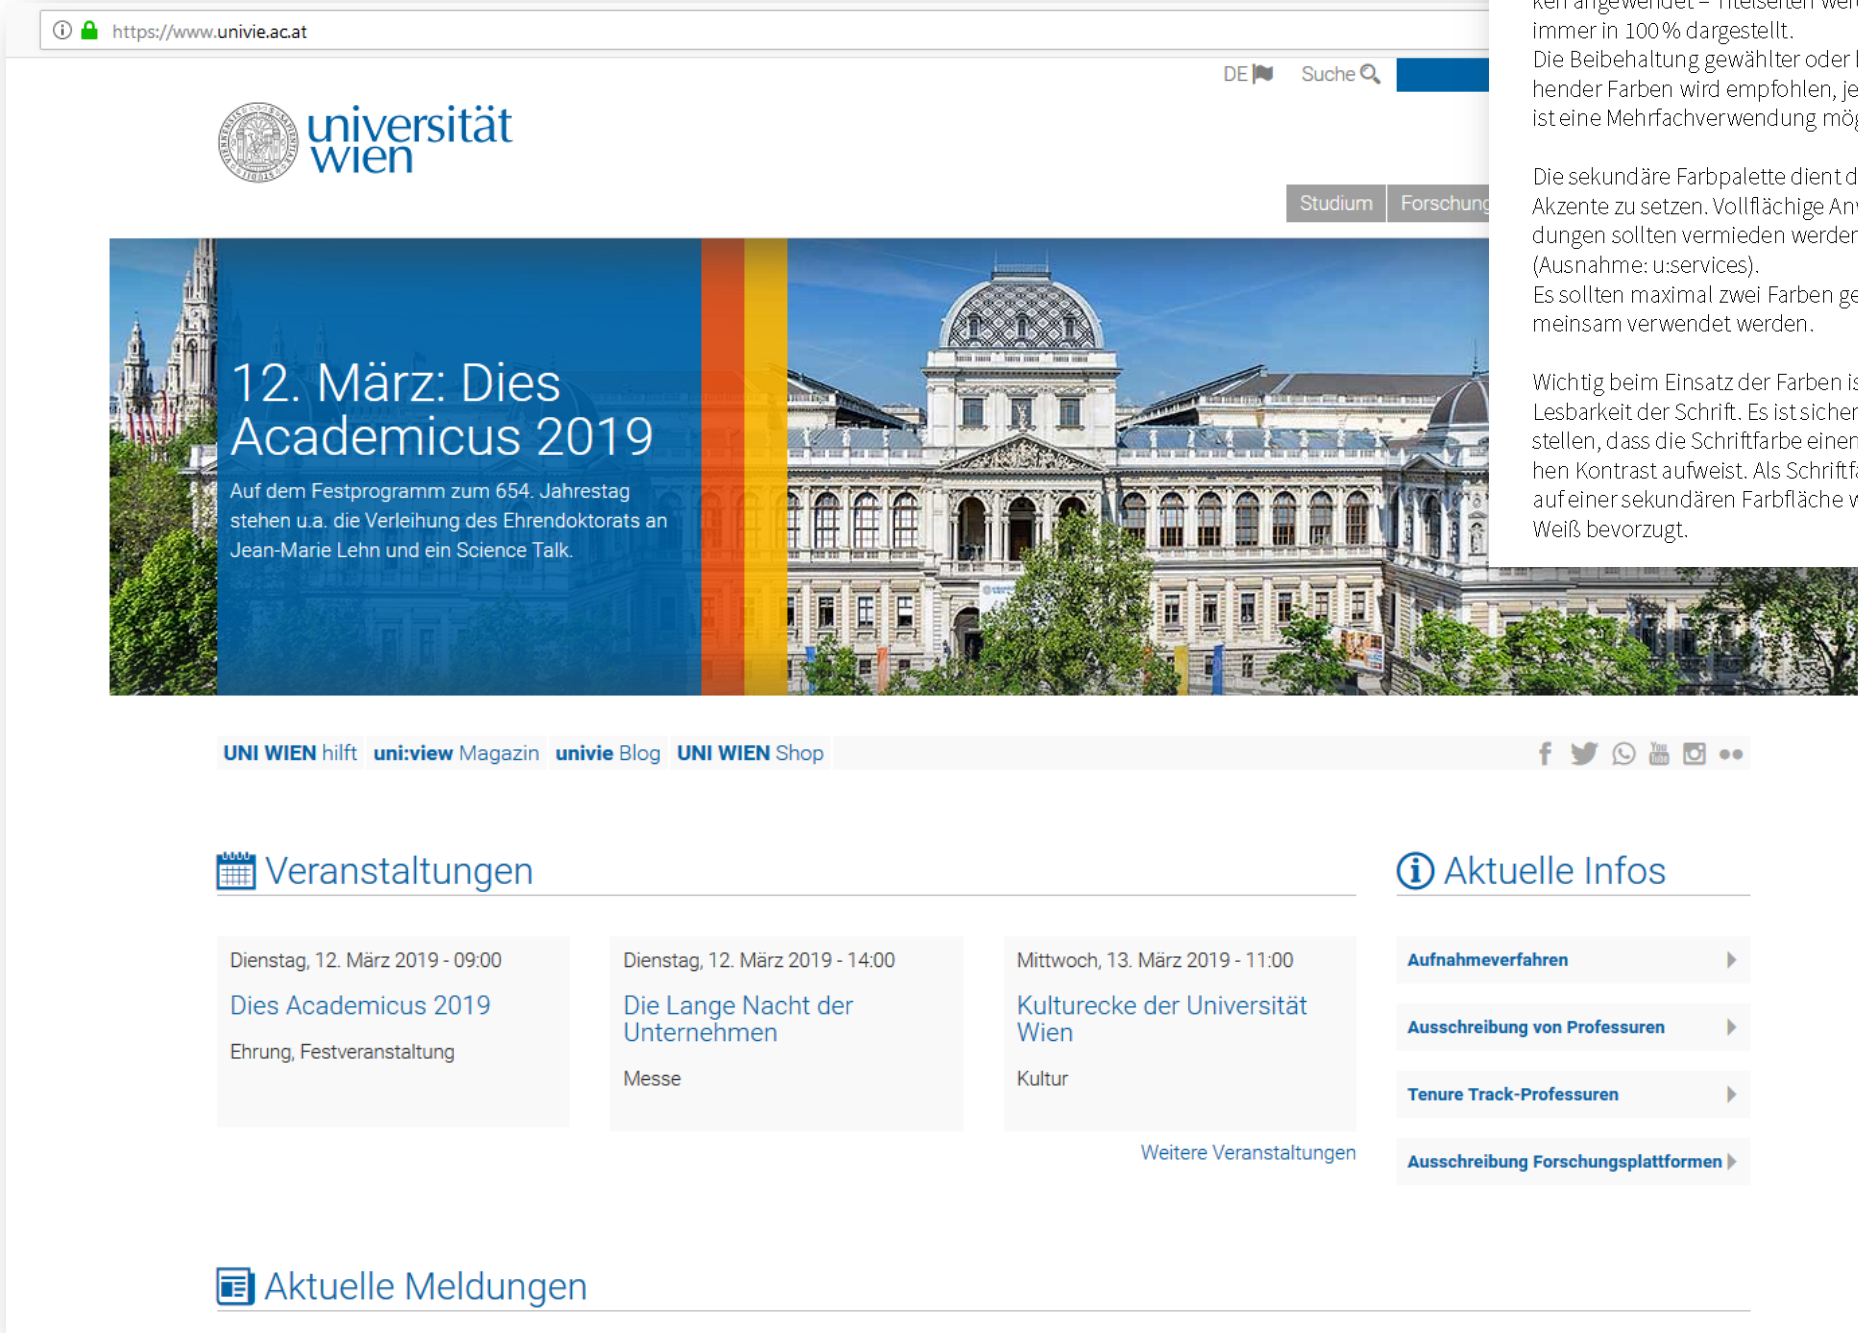 https://www.univie.ac.at
DE
Suche
universität
wien
Studium
Forschung
12. März: Dies
Academicus 2019
Auf dem Festprogramm zum 654. Jahrestag
stehen u.a. die Verleihung des Ehrendoktorats an
Jean-Marie Lehn und ein Science Talk.
immer in 100% dargestellt.
Die Beibehaltung gewählter oder
hender Farben wird empfohlen,
ist eine Mehrfachverwendung
Die sekundäre Farbpalette dient
Akzente zu setzen. Vollflächige
dungen sollten vermieden werden
(Ausnahme: u:services).
Es sollten maximal zwei Farben ge
meinsam verwendet werden.
Wichtig beim Einsatz der Farben
Lesbarkeit der Schrift. Es ist sicher
stellen, dass die Schriftfarbe einen
hen Kontrast aufweist. Als
auf einer sekundären Farbfläche
Weiß bevorzugt.
UNI WIEN hilft uni:view Magazin univie Blog UNI WIEN Shop
You
Tube
Veranstaltungen
Dienstag, 12. März 2019 - 09:00
Dies Academicus 2019
Ehrung, Festveranstaltung
Dienstag, 12. März 2019 - 14:00
Die Lange Nacht der
Unternehmen
Messe
Mittwoch, 13. März 2019 - 11:00
Kulturecke der Universität
Wien
Kultur
Weitere Veranstaltungen
Aktuelle Infos
Aufnahmeverfahren
Ausschreibung von Professuren
Tenure Track-Professuren
Ausschreibung Forschungsplattformen
Aktuelle Meldungen